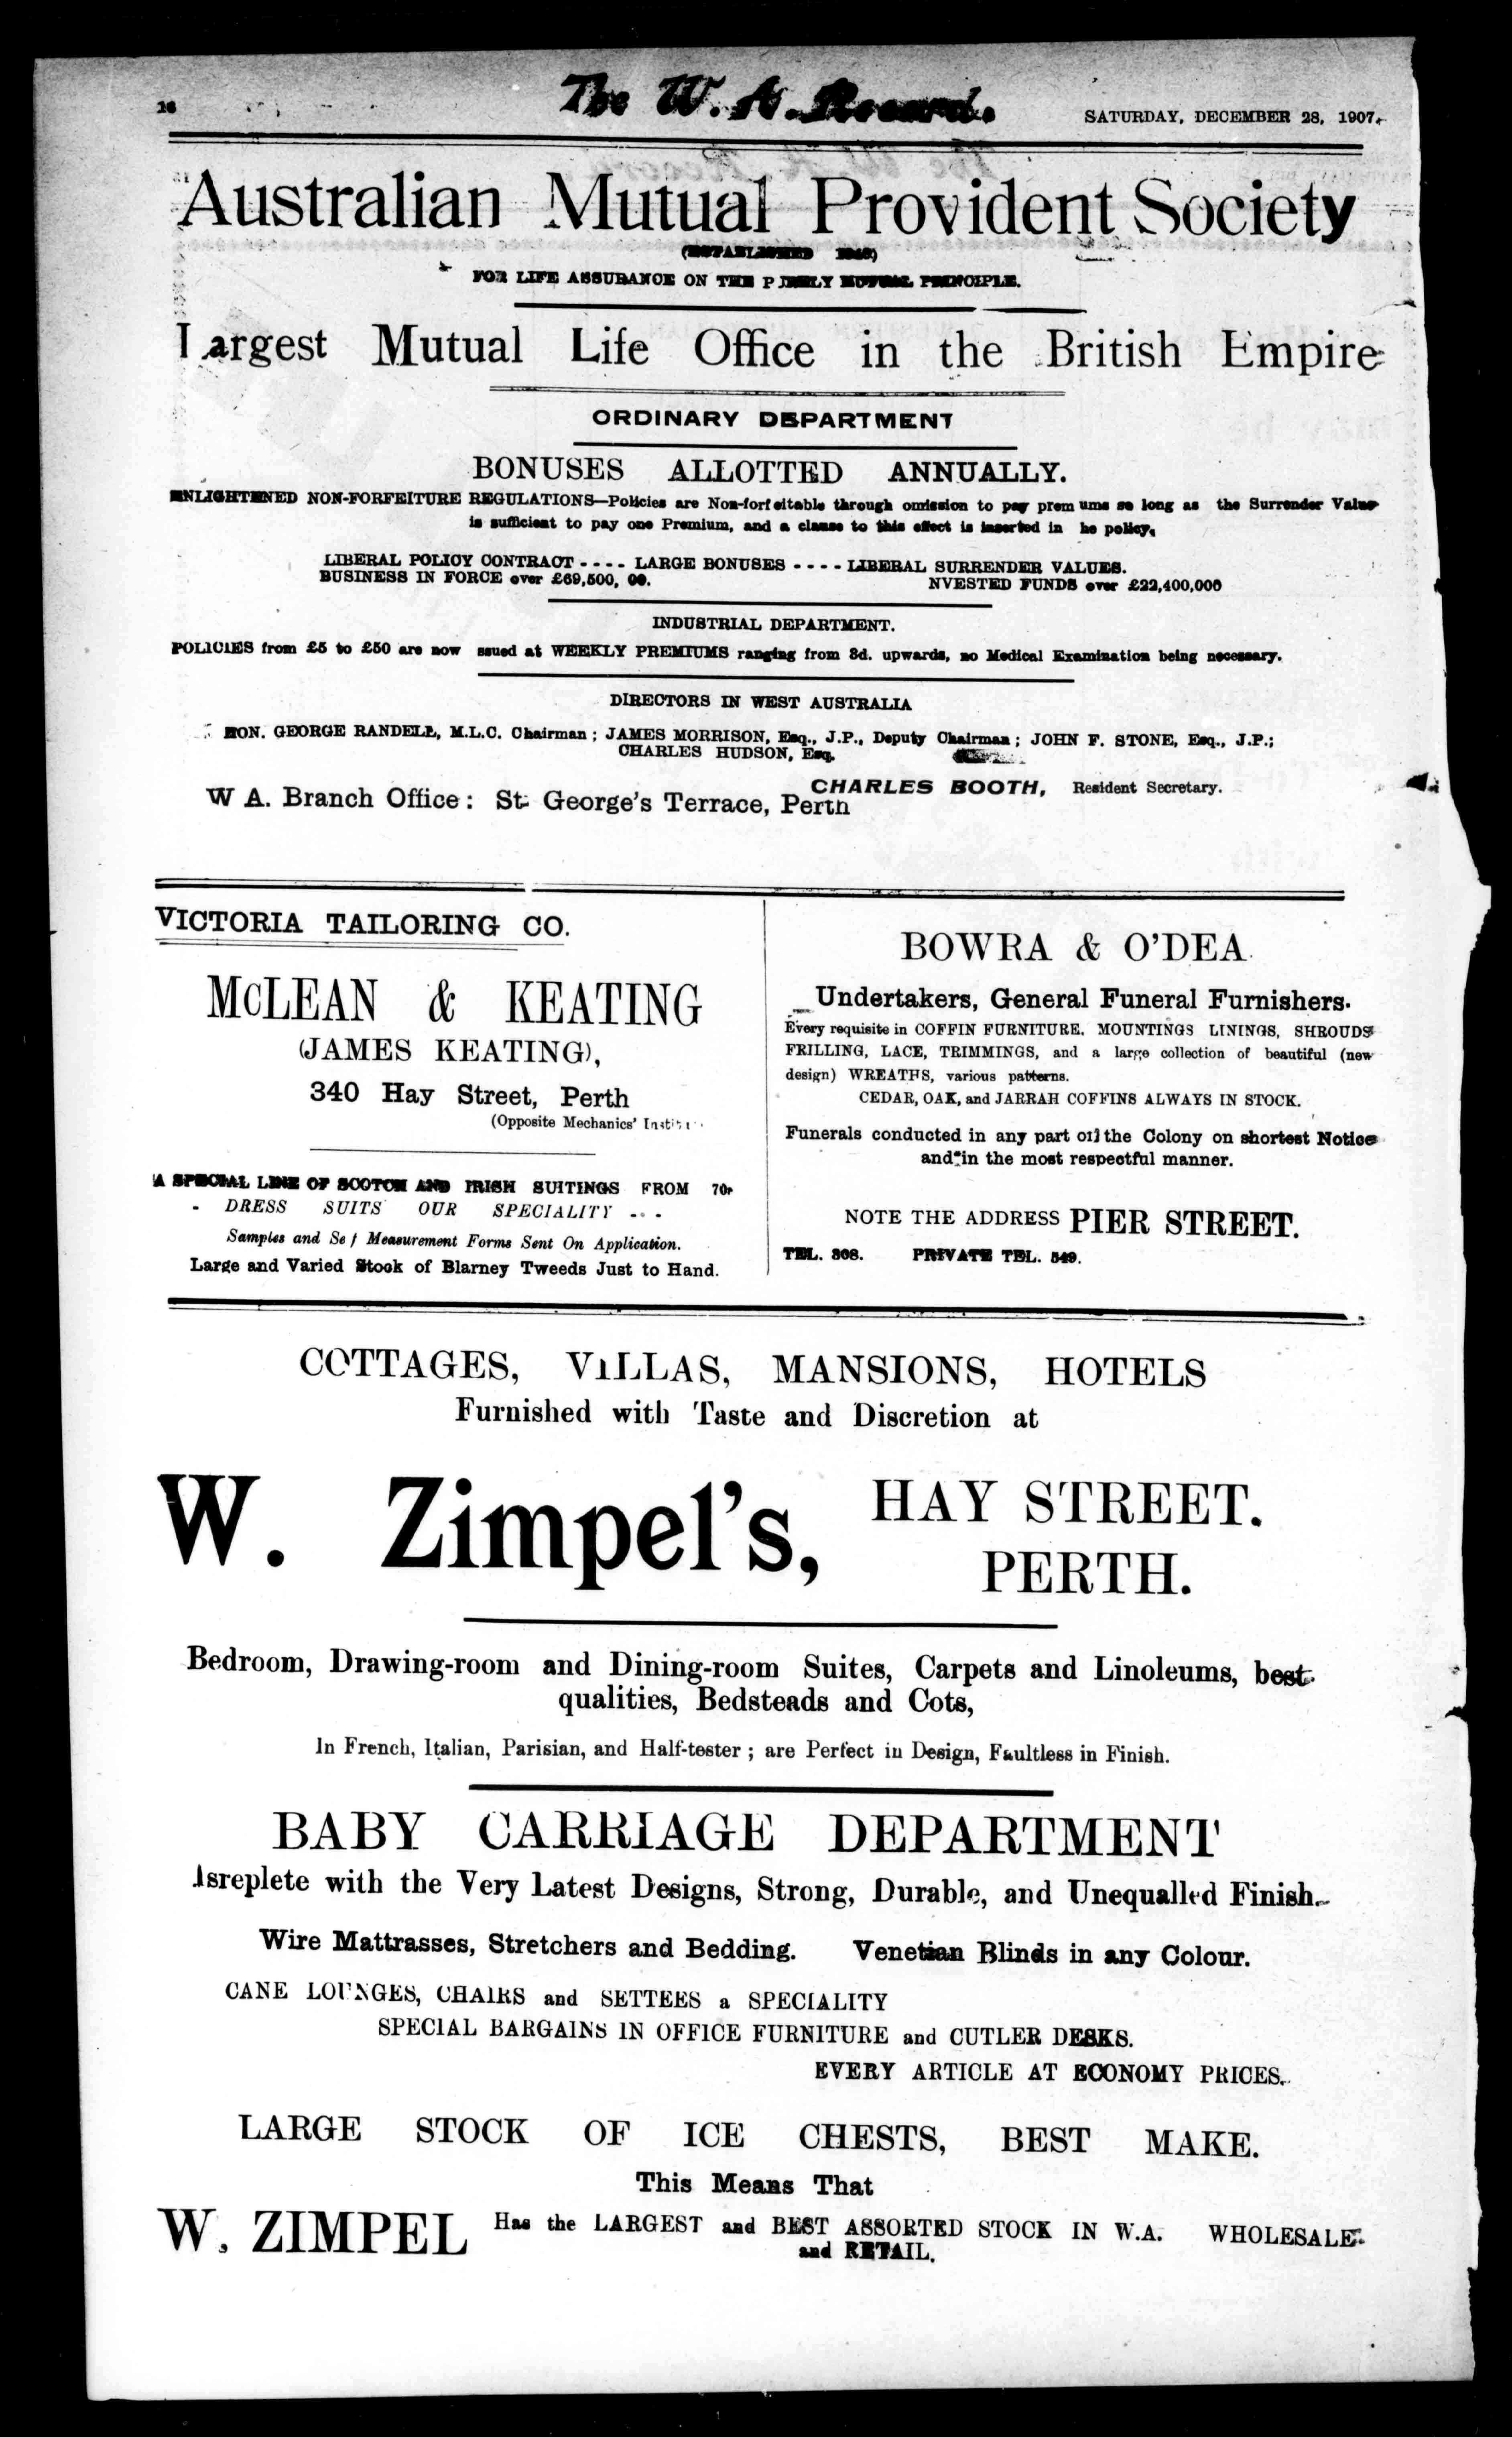 16
The W. A. Record.
SATURDAY, DECEMBER 28, 1907.
Australian Mutual Provident Society
(ESTABLISHED 1849)
FOR LIFE ASSURANCE ON THE P RELY MUTUAL PRINCIPLE.
Largest Mutual Life Office in the British Empire
ORDINARY DEPARTMENT
BONUSES ALLOTTED ANNUALLY.
ENLIGHTENED NON-FORFEITURE REGULATIONS—Policies are Non-forfeitable through omission to pay prem ums so long as the Surrender Value
is sufficient to pay one Premium, and a clause to this effect is inserted in he policy,
LIBERAL POLICY CONTRACT - - - - LARGE BONUSES - - - - LIBERAL SURRENDER VALUES.
BUSINESS IN FORCE over £69,500, 00. NVESTED FUNDS over £22,400,000
INDUSTRIAL DEPARTMENT.
POLICIES from £5 to £50 are now ssued at WEEKLY PREMIUMS ranging from 3d. upwards, no Medical Examination being necessary.
DIRECTORS IN WEST AUSTRALIA
HON. GEORGE RANDELL, M.L.C. Chairman ; JAMES MORRISON, Esq., J.P., Deputy Chairman ; JOHN F. STONE, Esq., J.P.;
CHARLES HUDSON, Esq.
CHARLES BOOTH, Resident Secretary.
W A. Branch Office : St. George's Terrace, Perth
VICTORIA TAILORING CO.
McLEAN & KEATING
(JAMES KEATING),
340 Hay Street, Perth
(Opposite Mechanics' Institu
A SPECIAL LINE OF SCOTCH AND IRISH SUITINGS FROM 70s
- DRESS SUITS OUR SPECIALITY - - -
Samples and Se f Measurement Forms Sent On Application.
Large and Varied Stock of Blarney Tweeds Just to Hand.
BOWRA & O'DEA
Undertakers, General Funeral Furnishers.
Every requisite in COFFIN FURNITURE, MOUNTINGS LININGS, SHROUDS
FRILLING, LACE, TRIMMINGS, and a large collection of beautiful (new
design) WREATHS, various patterns.
CEDAR, OAK, and JARRAH COFFINS ALWAYS IN STOCK.
Funerals conducted in any part of the Colony on shortest Notice
and in the most respectful manner.
NOTE THE ADDRESS PIER STREET.
TEL. 308. PRIVATE TEL. 549.
COTTAGES, VILLAS, MANSIONS, HOTELS
Furnished with Taste and Discretion at
W. Zimpel's,
HAY STREET.
PERTH.
Bedroom, Drawing-room and Dining-room Suites, Carpets and Linoleums, best
qualities, Bedsteads and Cots,
In French, Italian, Parisian, and Half-tester ; are Perfect in Design, Faultless in Finish.
BABY CARRIAGE DEPARTMENT
Isreplete with the Very Latest Designs, Strong, Durable, and Unequalled Finish.
Wire Mattrasses, Stretchers and Bedding. Venetian Blinds in any Colour.
CANE LOUNGES, CHAIRS and SETTEES a SPECIALITY
SPECIAL BARGAINS IN OFFICE FURNITURE and CUTLER DESKS.
EVERY ARTICLE AT ECONOMY PRICES.
LARGE STOCK OF ICE CHESTS, BEST MAKE.
This Means That
W. ZIMPEL Has the LARGEST and BEST ASSORTED STOCK IN W.A. WHOLESALE
and RETAIL.